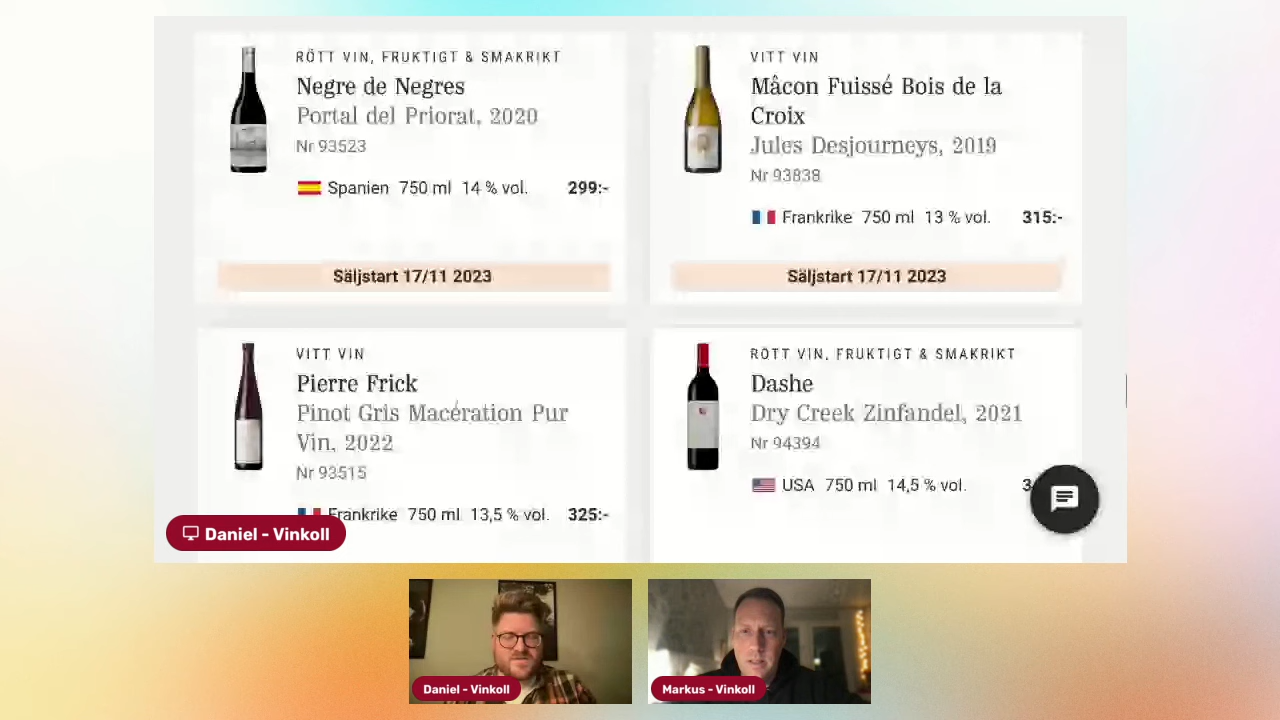 RÖTT VIN, FRUKTIGT & SMAKRIKT
Negre de Negres
Portal del Priorat, 2020
Nr 93523
Spanien 750 ml 14 % vol. 299:-
Säljstart 17/11 2023
VITT VIN
Mâcon Fuissé Bois de la
Croix
Jules Desjourneys, 2019
Nr 93838
Frankrike 750 ml 13 % vol. 315:-
Säljstart 17/11 2023
VITT VIN
Pierre Frick
Pinot Gris Macération Pur
Vin, 2022
Nr 93515
Frankrike 750 ml 13,5 % vol. 325:-
RÖTT VIN, FRUKTIGT & SMAKRIKT
Dashe
Dry Creek Zinfandel, 2021
Nr 94394
USA 750 ml 14,5 % vol.
Daniel - Vinkoll
Daniel - Vinkoll
Markus - Vinkoll